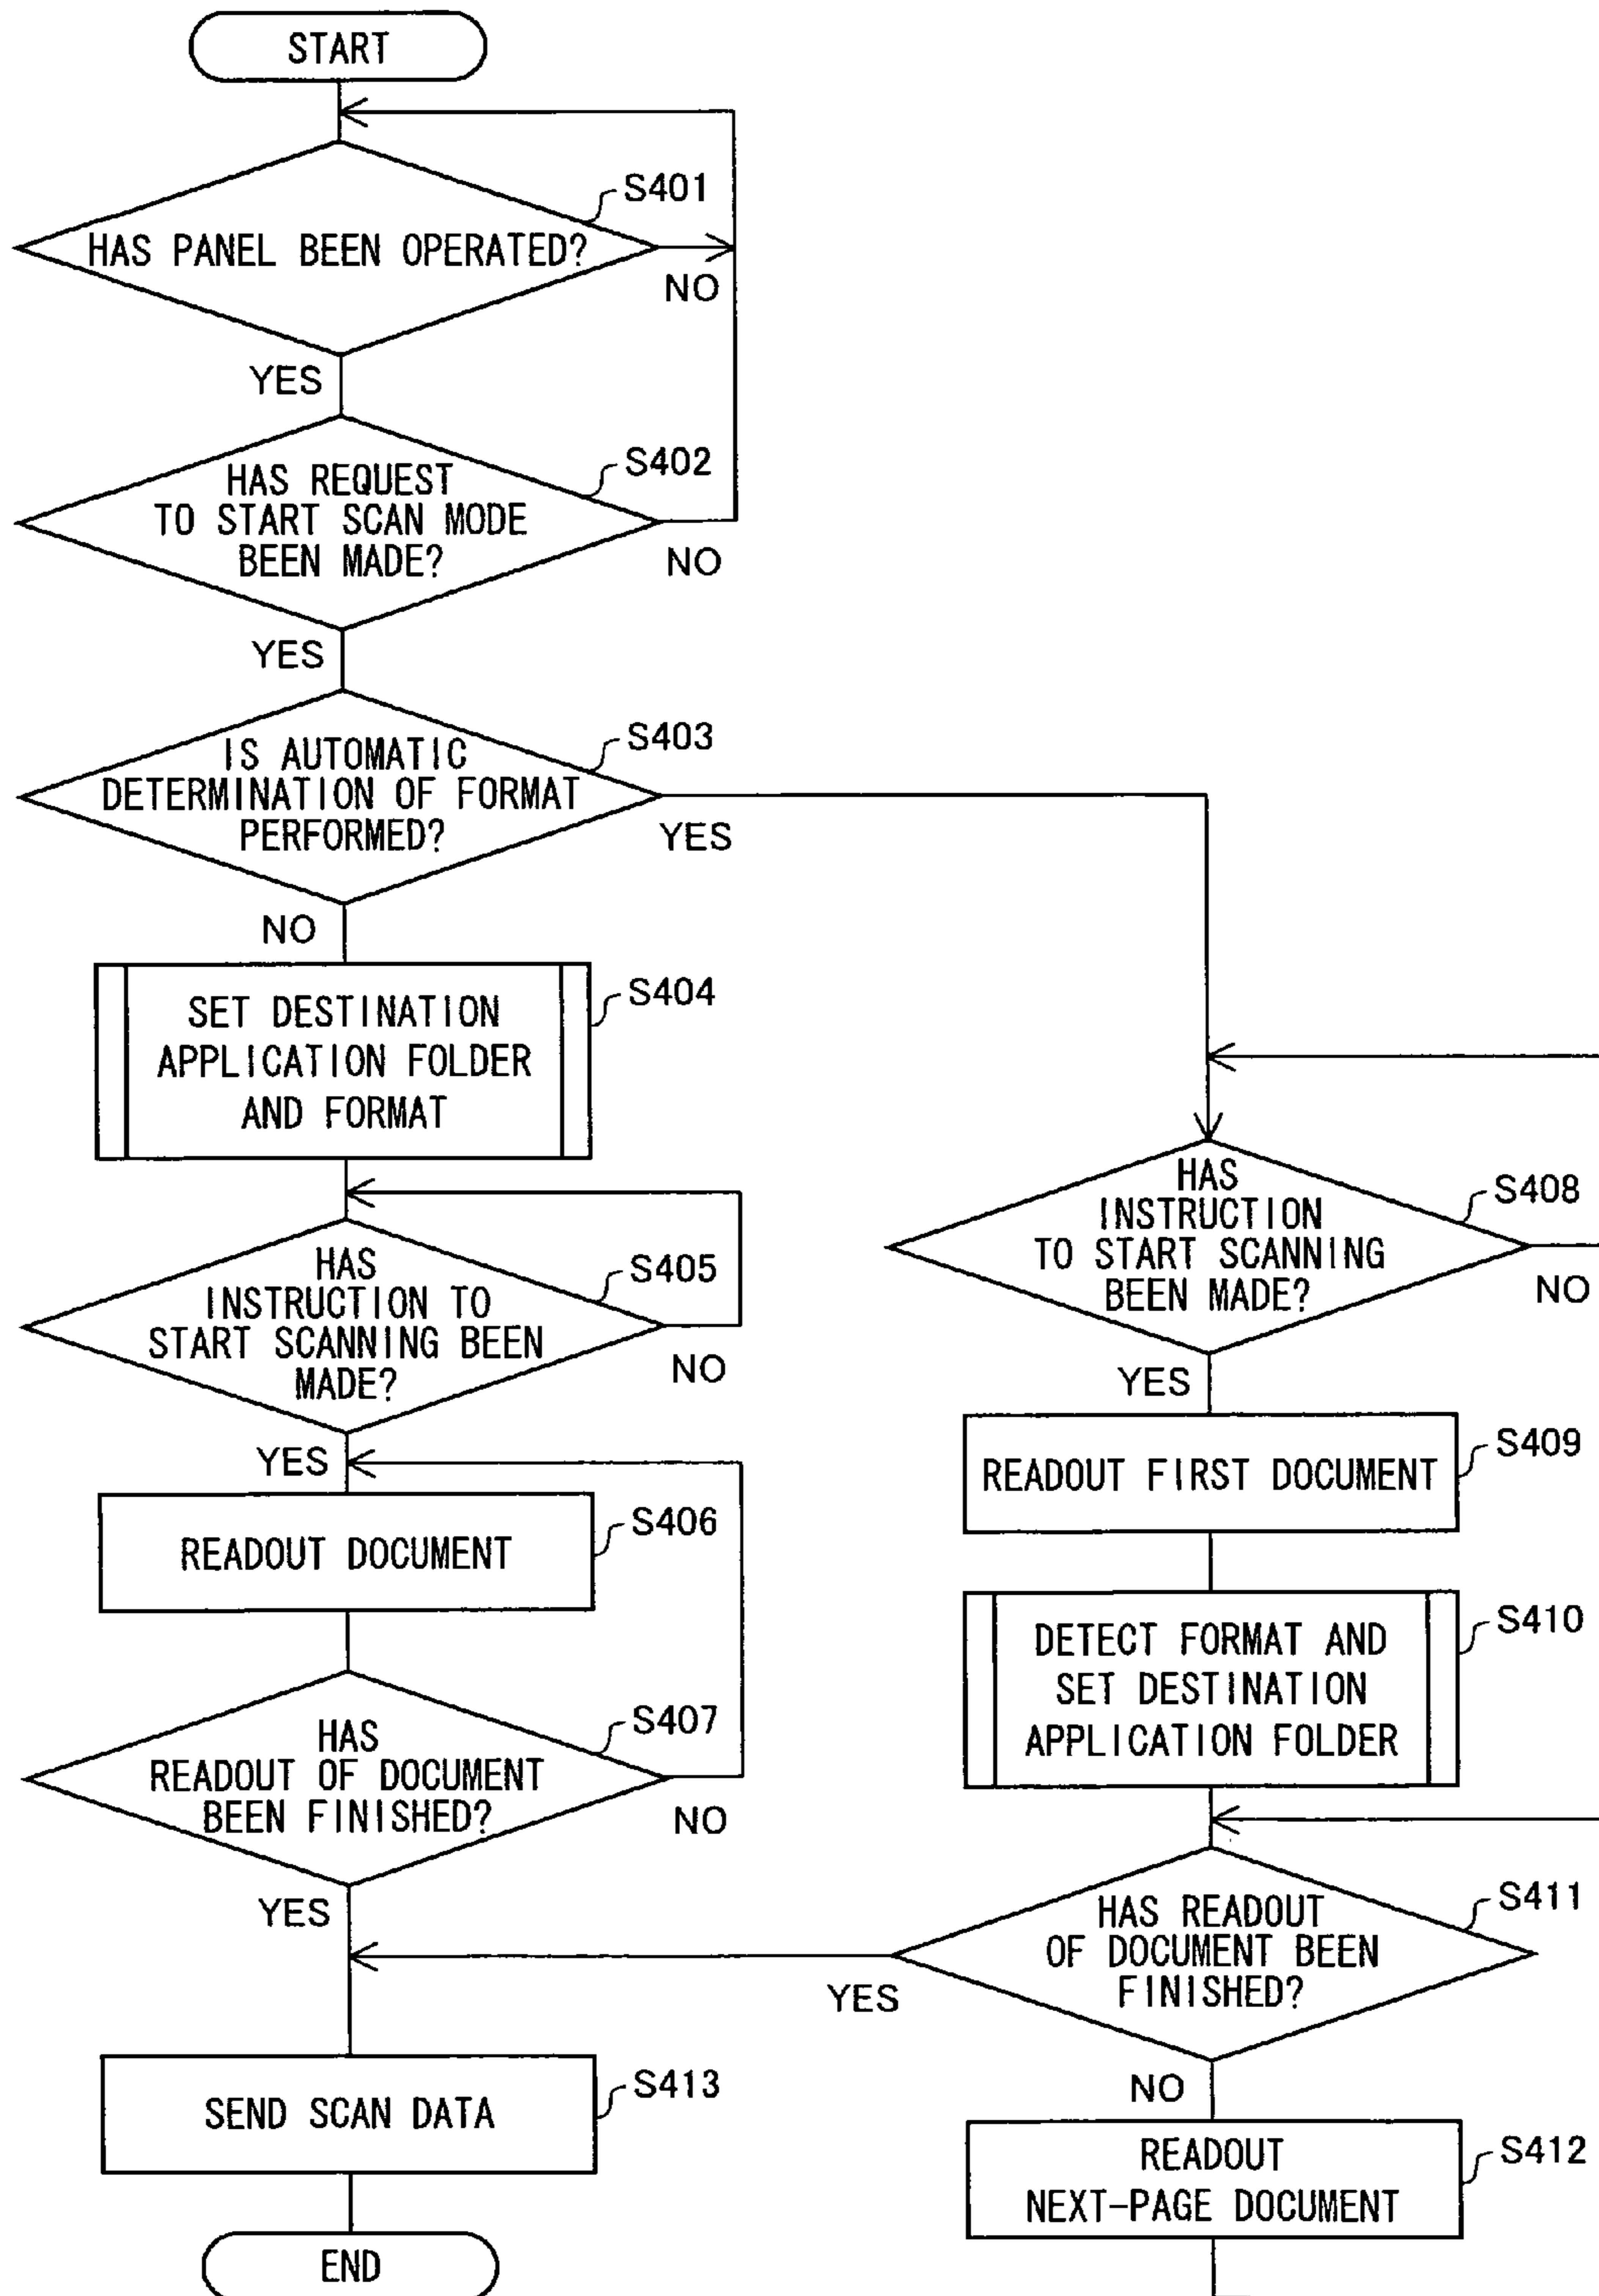 START
S401
HAS PANEL BEEN OPERATED?
NO
YES
S402
HAS REQUEST
TO START SCAN MODE
BEEN MADE?
NO
YES
S403
IS AUTOMATIC
DETERMINATION OF FORMAT
PERFORMED?
YES
NO
S404
SET DESTINATION
APPLICATION FOLDER
AND FORMAT
S405
HAS
INSTRUCTION TO
START SCANNING BEEN
MADE?
NO
YES
S406
READOUT DOCUMENT
S407
HAS
READOUT OF DOCUMENT
BEEN FINISHED?
NO
YES
S408
HAS
INSTRUCTION
TO START SCANNING
BEEN MADE?
NO
YES
S409
READOUT FIRST DOCUMENT
S410
DETECT FORMAT AND
SET DESTINATION
APPLICATION FOLDER
S411
HAS READOUT
OF DOCUMENT BEEN
FINISHED?
YES
NO
S412
READOUT
NEXT-PAGE DOCUMENT
S413
SEND SCAN DATA
END